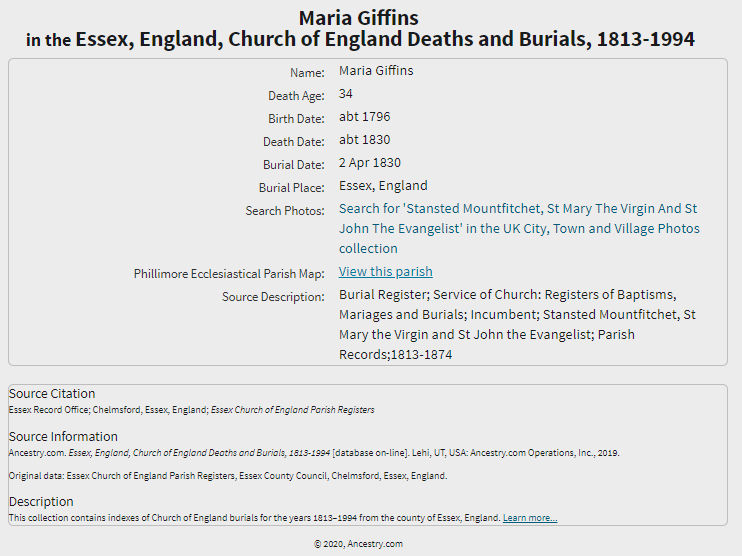 Maria Giffins
in the Essex, England, Church of England Deaths and Burials, 1813-1994
Name: Maria Giffins
Death Age: 34
Birth Date: abt 1796
Death Date: abt 1830
Burial Date: 2 Apr 1830
Burial Place: Essex, England
Search Photos: Search for 'Stansted Mountfitchet, St Mary The Virgin And St
John The Evangelist' in the UK City, Town and Village Photos
collection
Phillimore Ecclesiastical Parish Map: View this parish
Source Description: Burial Register; Service of Church: Registers of Baptisms,
Mariages and Burials; Incumbent; Stansted Mountfitchet, St
Mary the Virgin and St John the Evangelist; Parish
Records;1813-1874
Source Citation
Essex Record Office; Chelmsford, Essex, England; Essex Church of England Parish Registers
Source Information
Ancestry.com. Essex, England, Church of England Deaths and Burials, 1813-1994 [database on-line]. Lehi, UT, USA: Ancestry.com Operations, Inc., 2019.
Original data: Essex Church of England Parish Registers, Essex County Council, Chelmsford, Essex, England.
Description
This collection contains indexes of Church of England burials for the years 1813–1994 from the county of Essex, England. Learn more...
© 2020, Ancestry.com